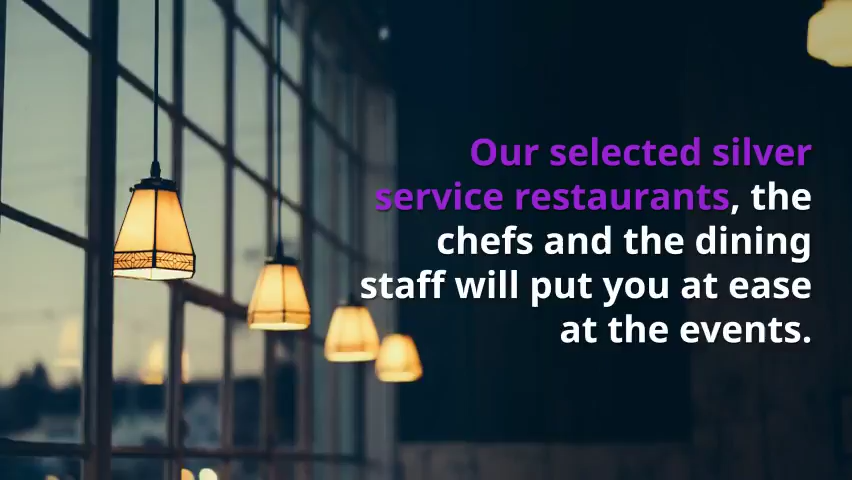 Our selected silver
service restaurants, the
chefs and the dining
staff will put you at ease
at the events.